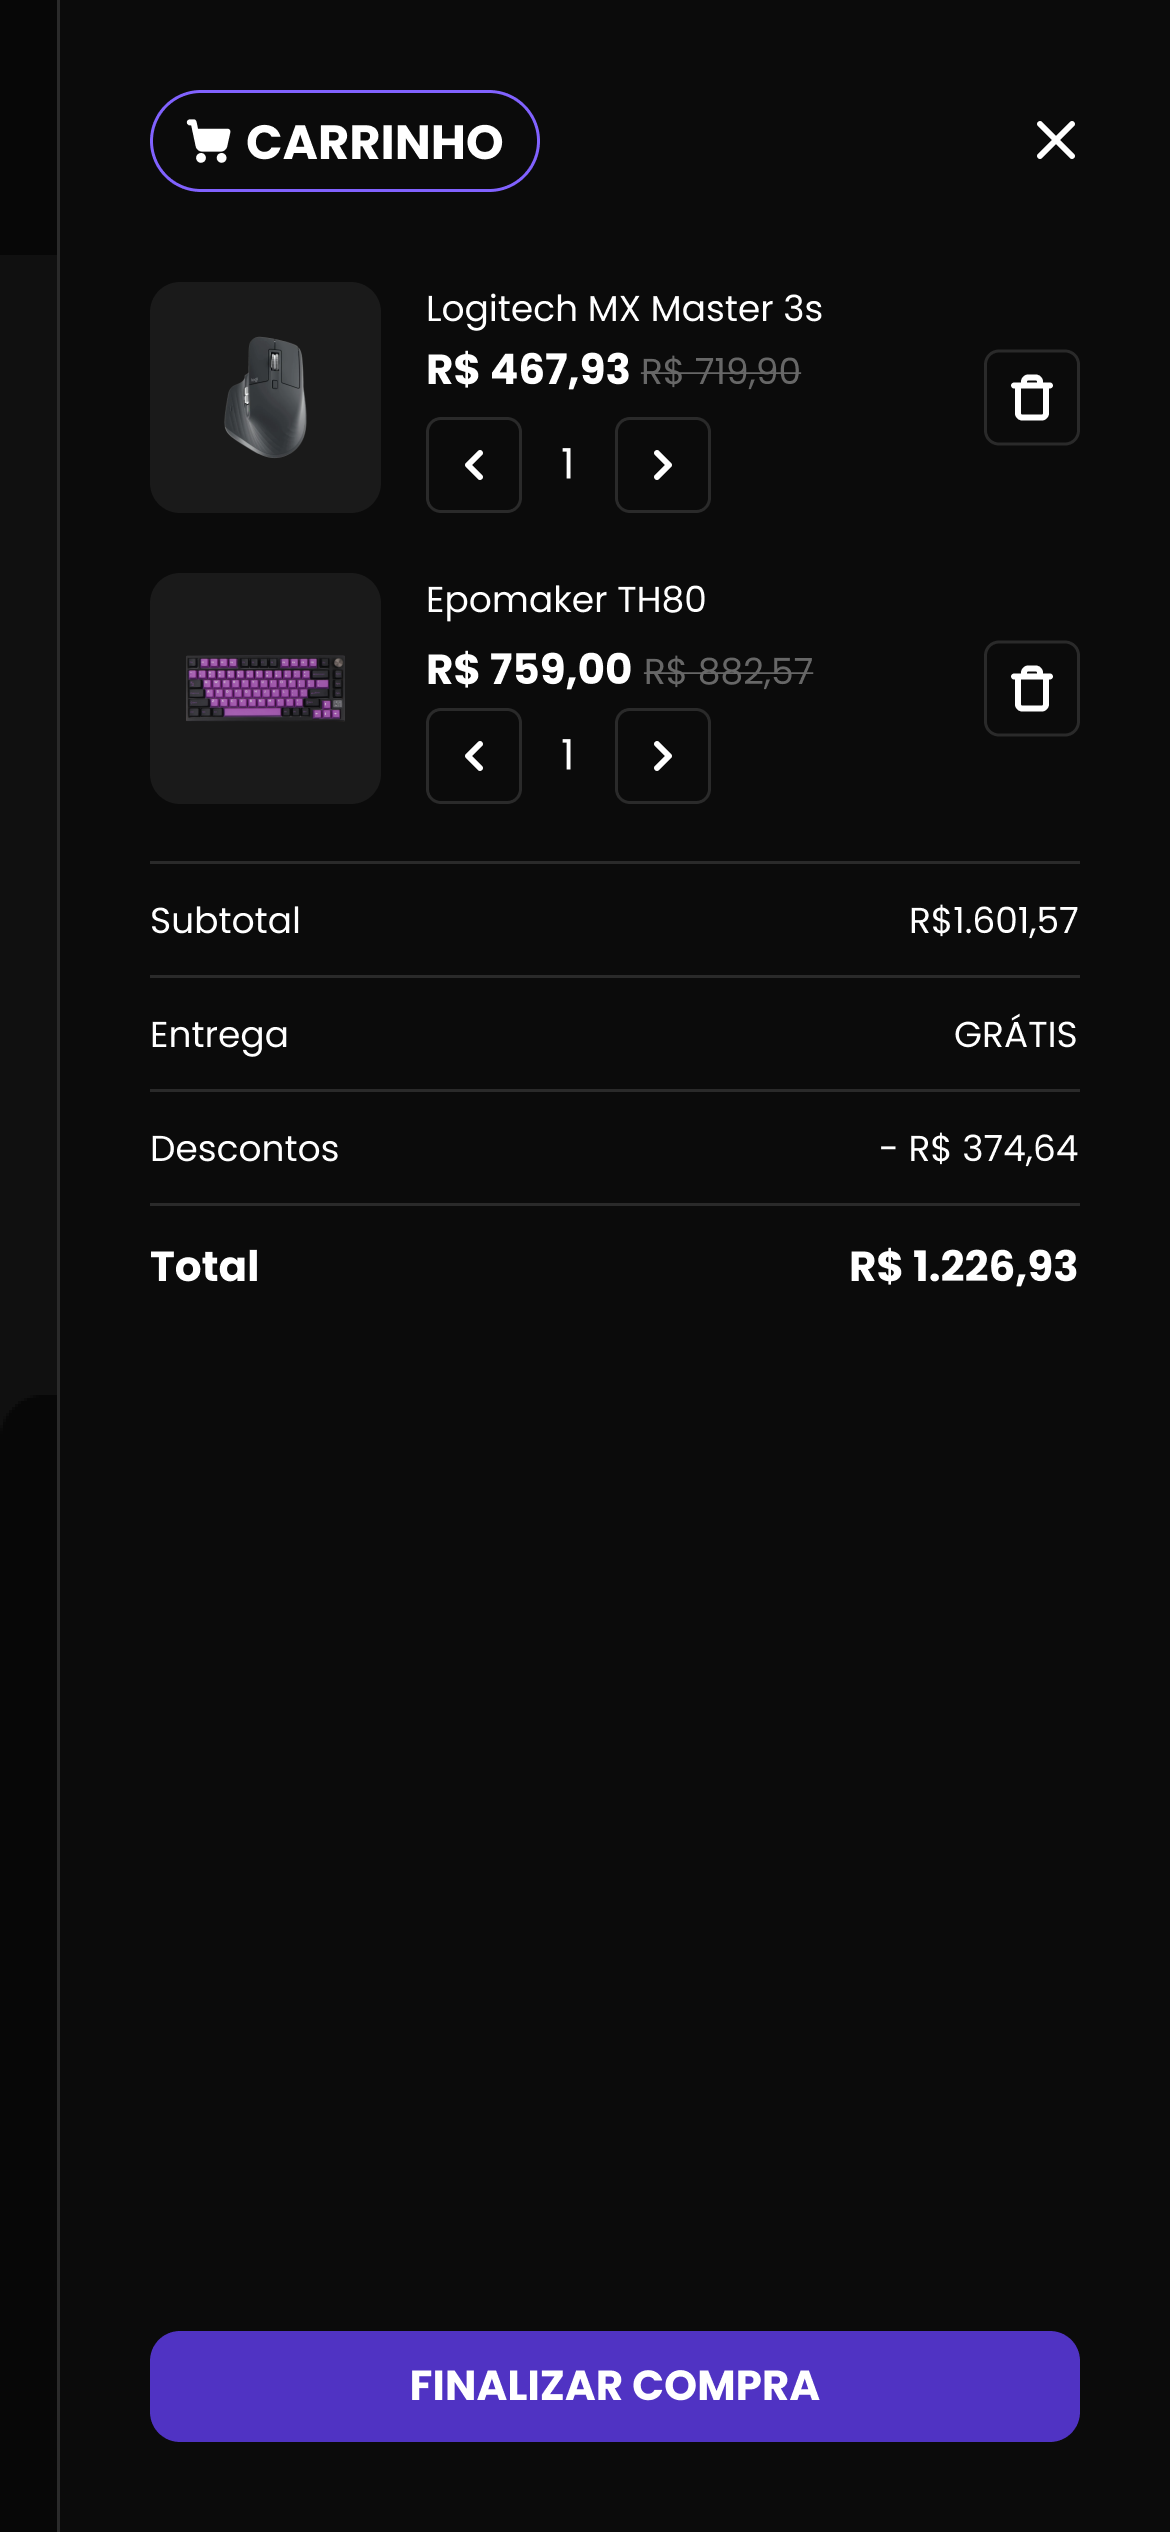 CARRINHO
Logitech MX Master 3s
R$ 467,93 R$ 719,90
1
Epomaker TH80
R$ 759,00 R$ 882,57
1
Subtotal R$1.601,57
Entrega GRÁTIS
Descontos - R$ 374,64
Total R$ 1.226,93
FINALIZAR COMPRA